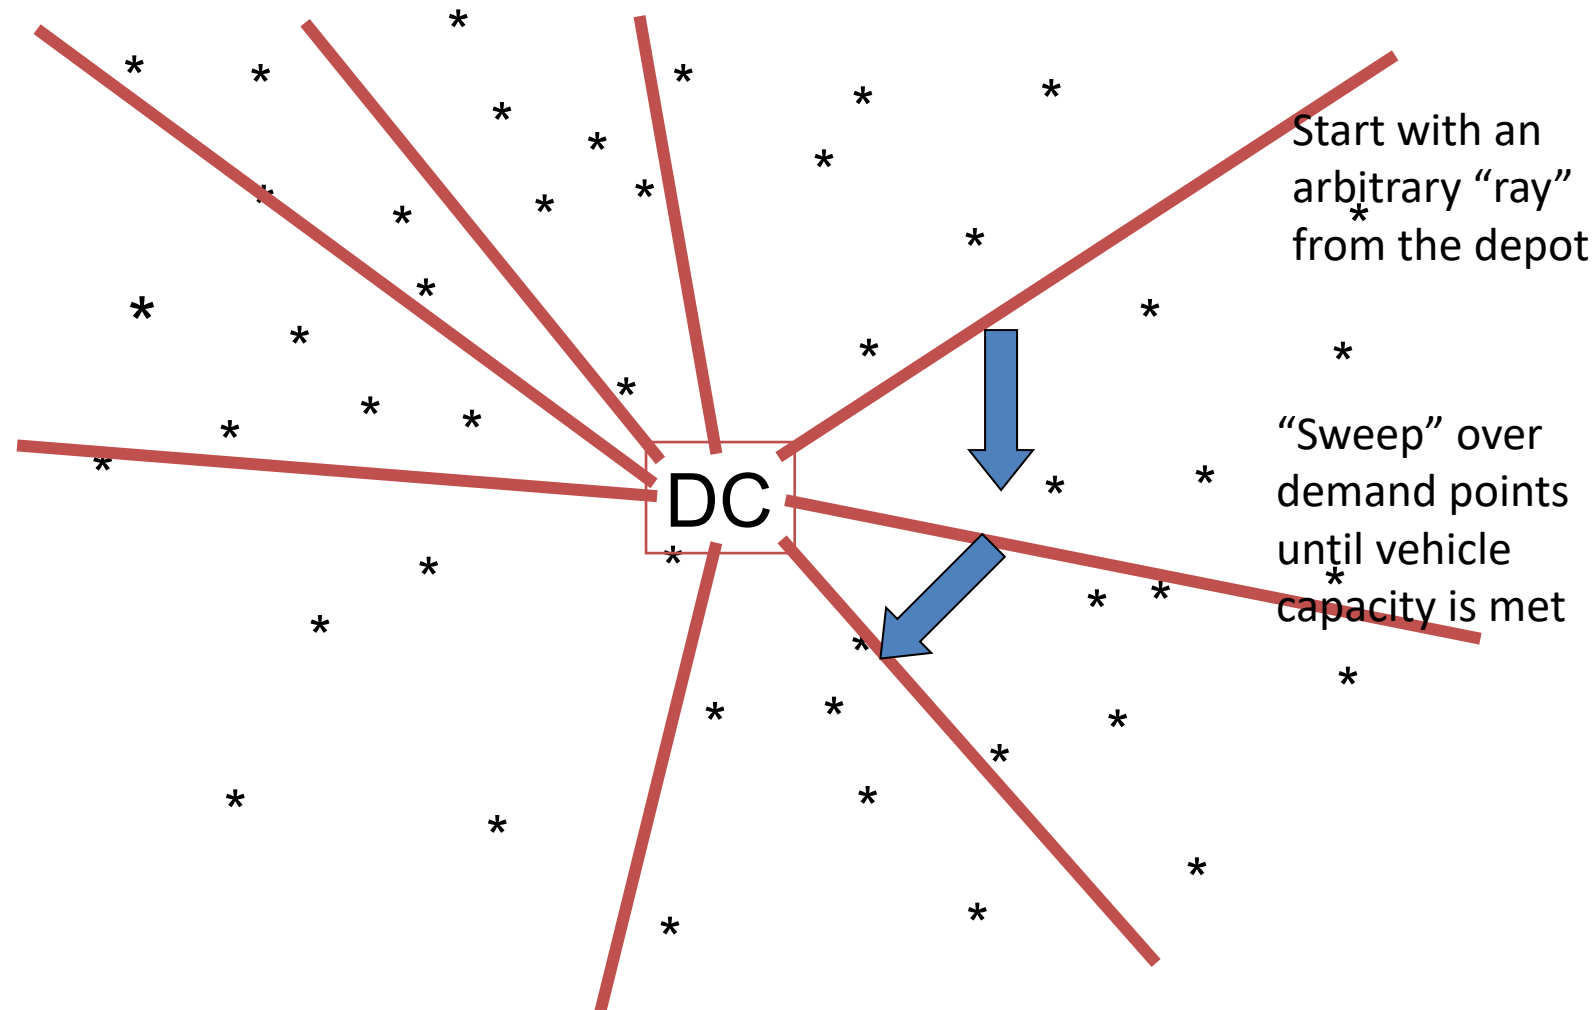 Start with an
arbitrary “ray”
from the depot
“Sweep” over
demand points
until vehicle
capacity is met
DC